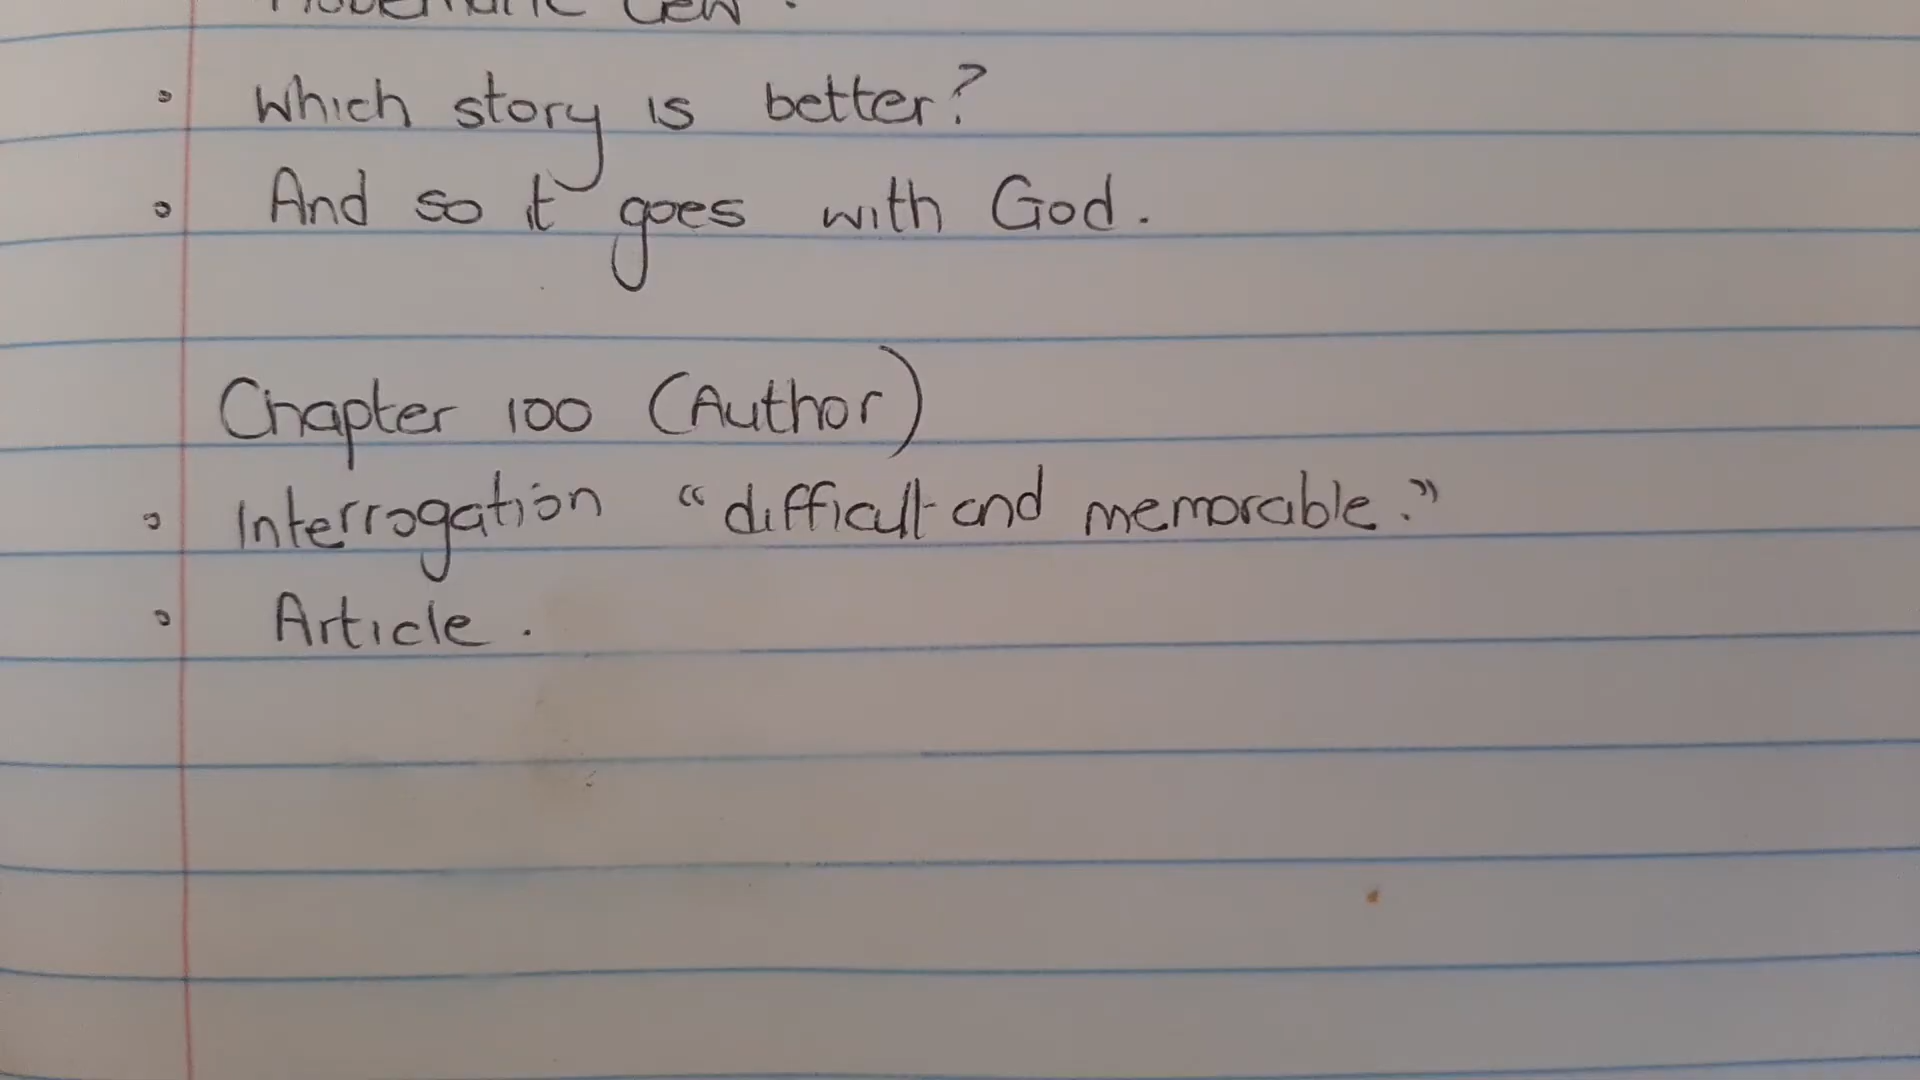 • Which story is better?
• And so it goes with God.
Chapter 100 (Author)
• Interrogation "difficult and memorable."
• Article.